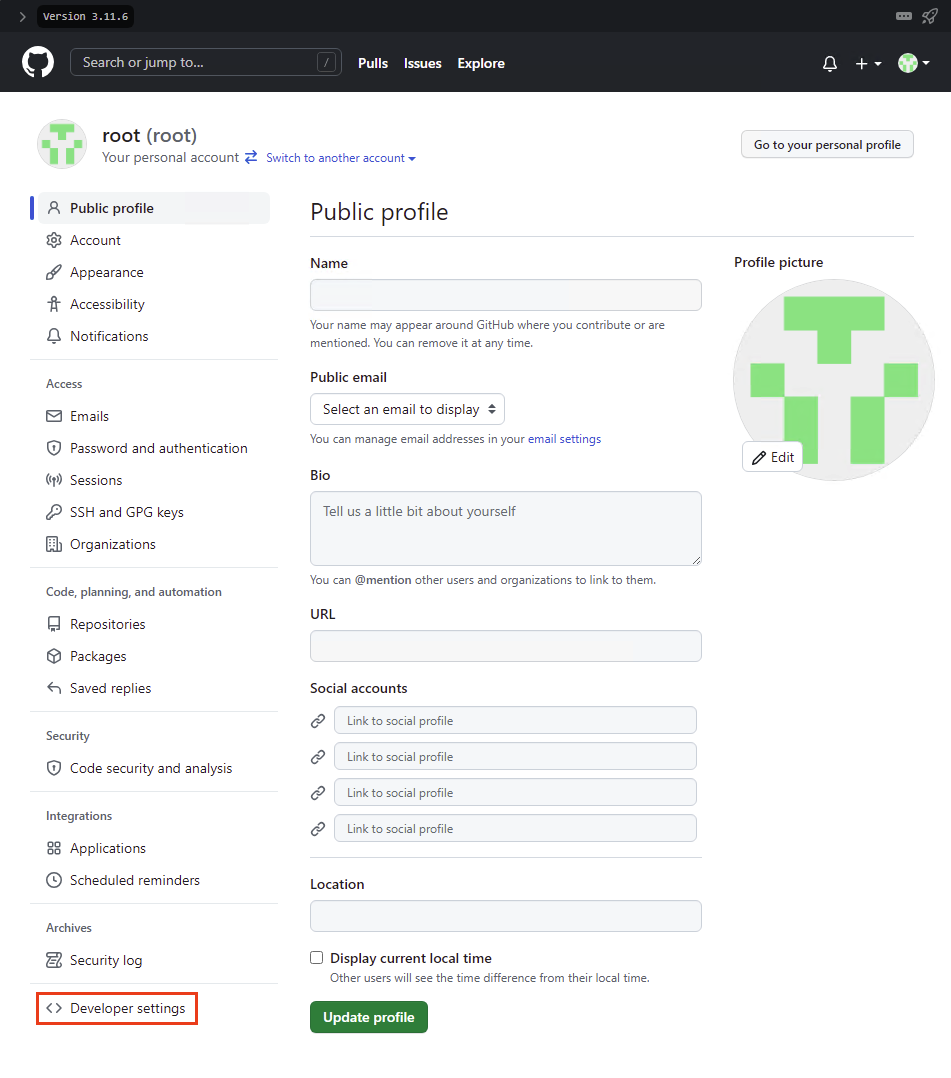 Version 3.11.6
Search or jump to...
/
Pulls
Issues
Explore
root (root)
Your personal account
Switch to another account
Go to your personal profile
Public profile
Account
Appearance
Accessibility
Notifications
Access
Emails
Password and authentication
Sessions
SSH and GPG keys
Organizations
Code, planning, and automation
Repositories
Packages
Saved replies
Security
Code security and analysis
Integrations
Applications
Scheduled reminders
Archives
Security log
Developer settings
Public profile
Name
Your name may appear around GitHub where you contribute or are
mentioned. You can remove it at any time.
Public email
Select an email to display
You can manage email addresses in your email settings
Bio
Tell us a little bit about yourself
You can @mention other users and organizations to link to them.
URL
Social accounts
Link to social profile
Link to social profile
Link to social profile
Link to social profile
Location
Display current local time
Other users will see the time difference from their local time.
Update profile
Profile picture
Edit